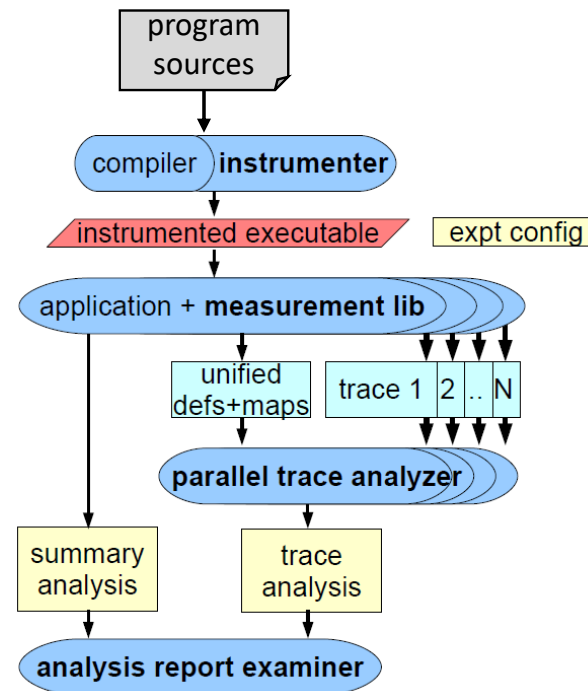 program
sources
compiler instrumenter
instrumented executable
expt config
application + measurement lib
unified
defs+maps
trace 1 2 .. N
parallel trace analyzer
summary
analysis
trace
analysis
analysis report examiner